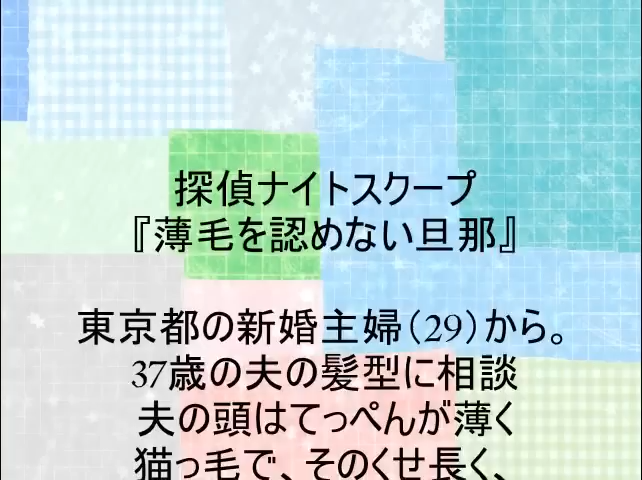 探偵ナイトスクープ
『薄毛を認めない旦那』
東京都の新婚主婦(29)から。
37歳の夫の髪型に相談
夫の頭はてっぺんが薄く
猫っ毛で、そのくせ長く、